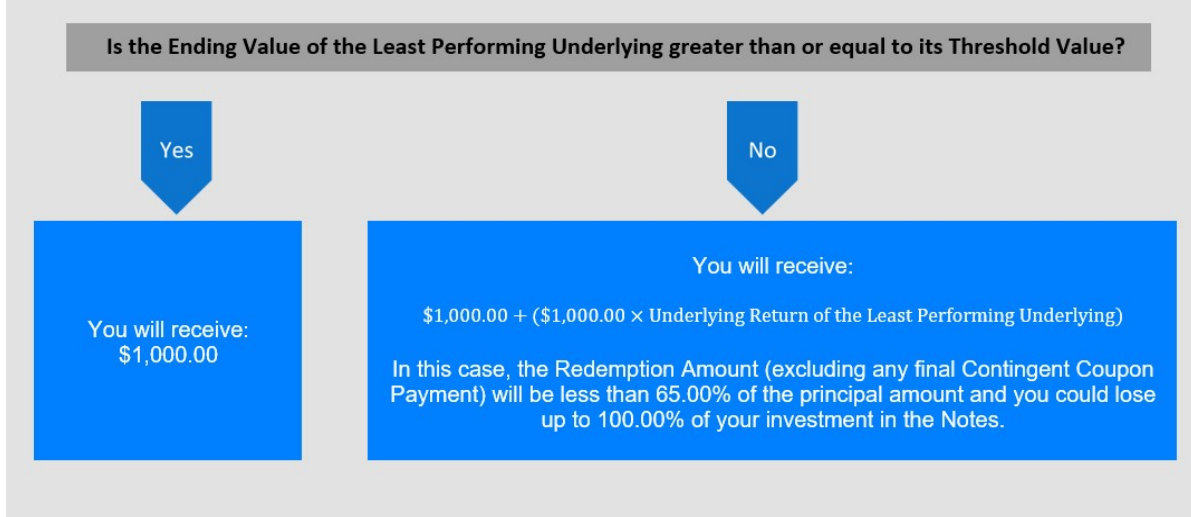 Is the Ending Value of the Least Performing Underlying greater than or equal to its Threshold Value?
Yes
No
You will receive:
$1,000.00
You will receive:
$1,000.00 + ($1,000.00 × Underlying Return of the Least Performing Underlying)
In this case, the Redemption Amount (excluding any final Contingent Coupon
Payment) will be less than 65.00% of the principal amount and you could lose
up to 100.00% of your investment in the Notes.